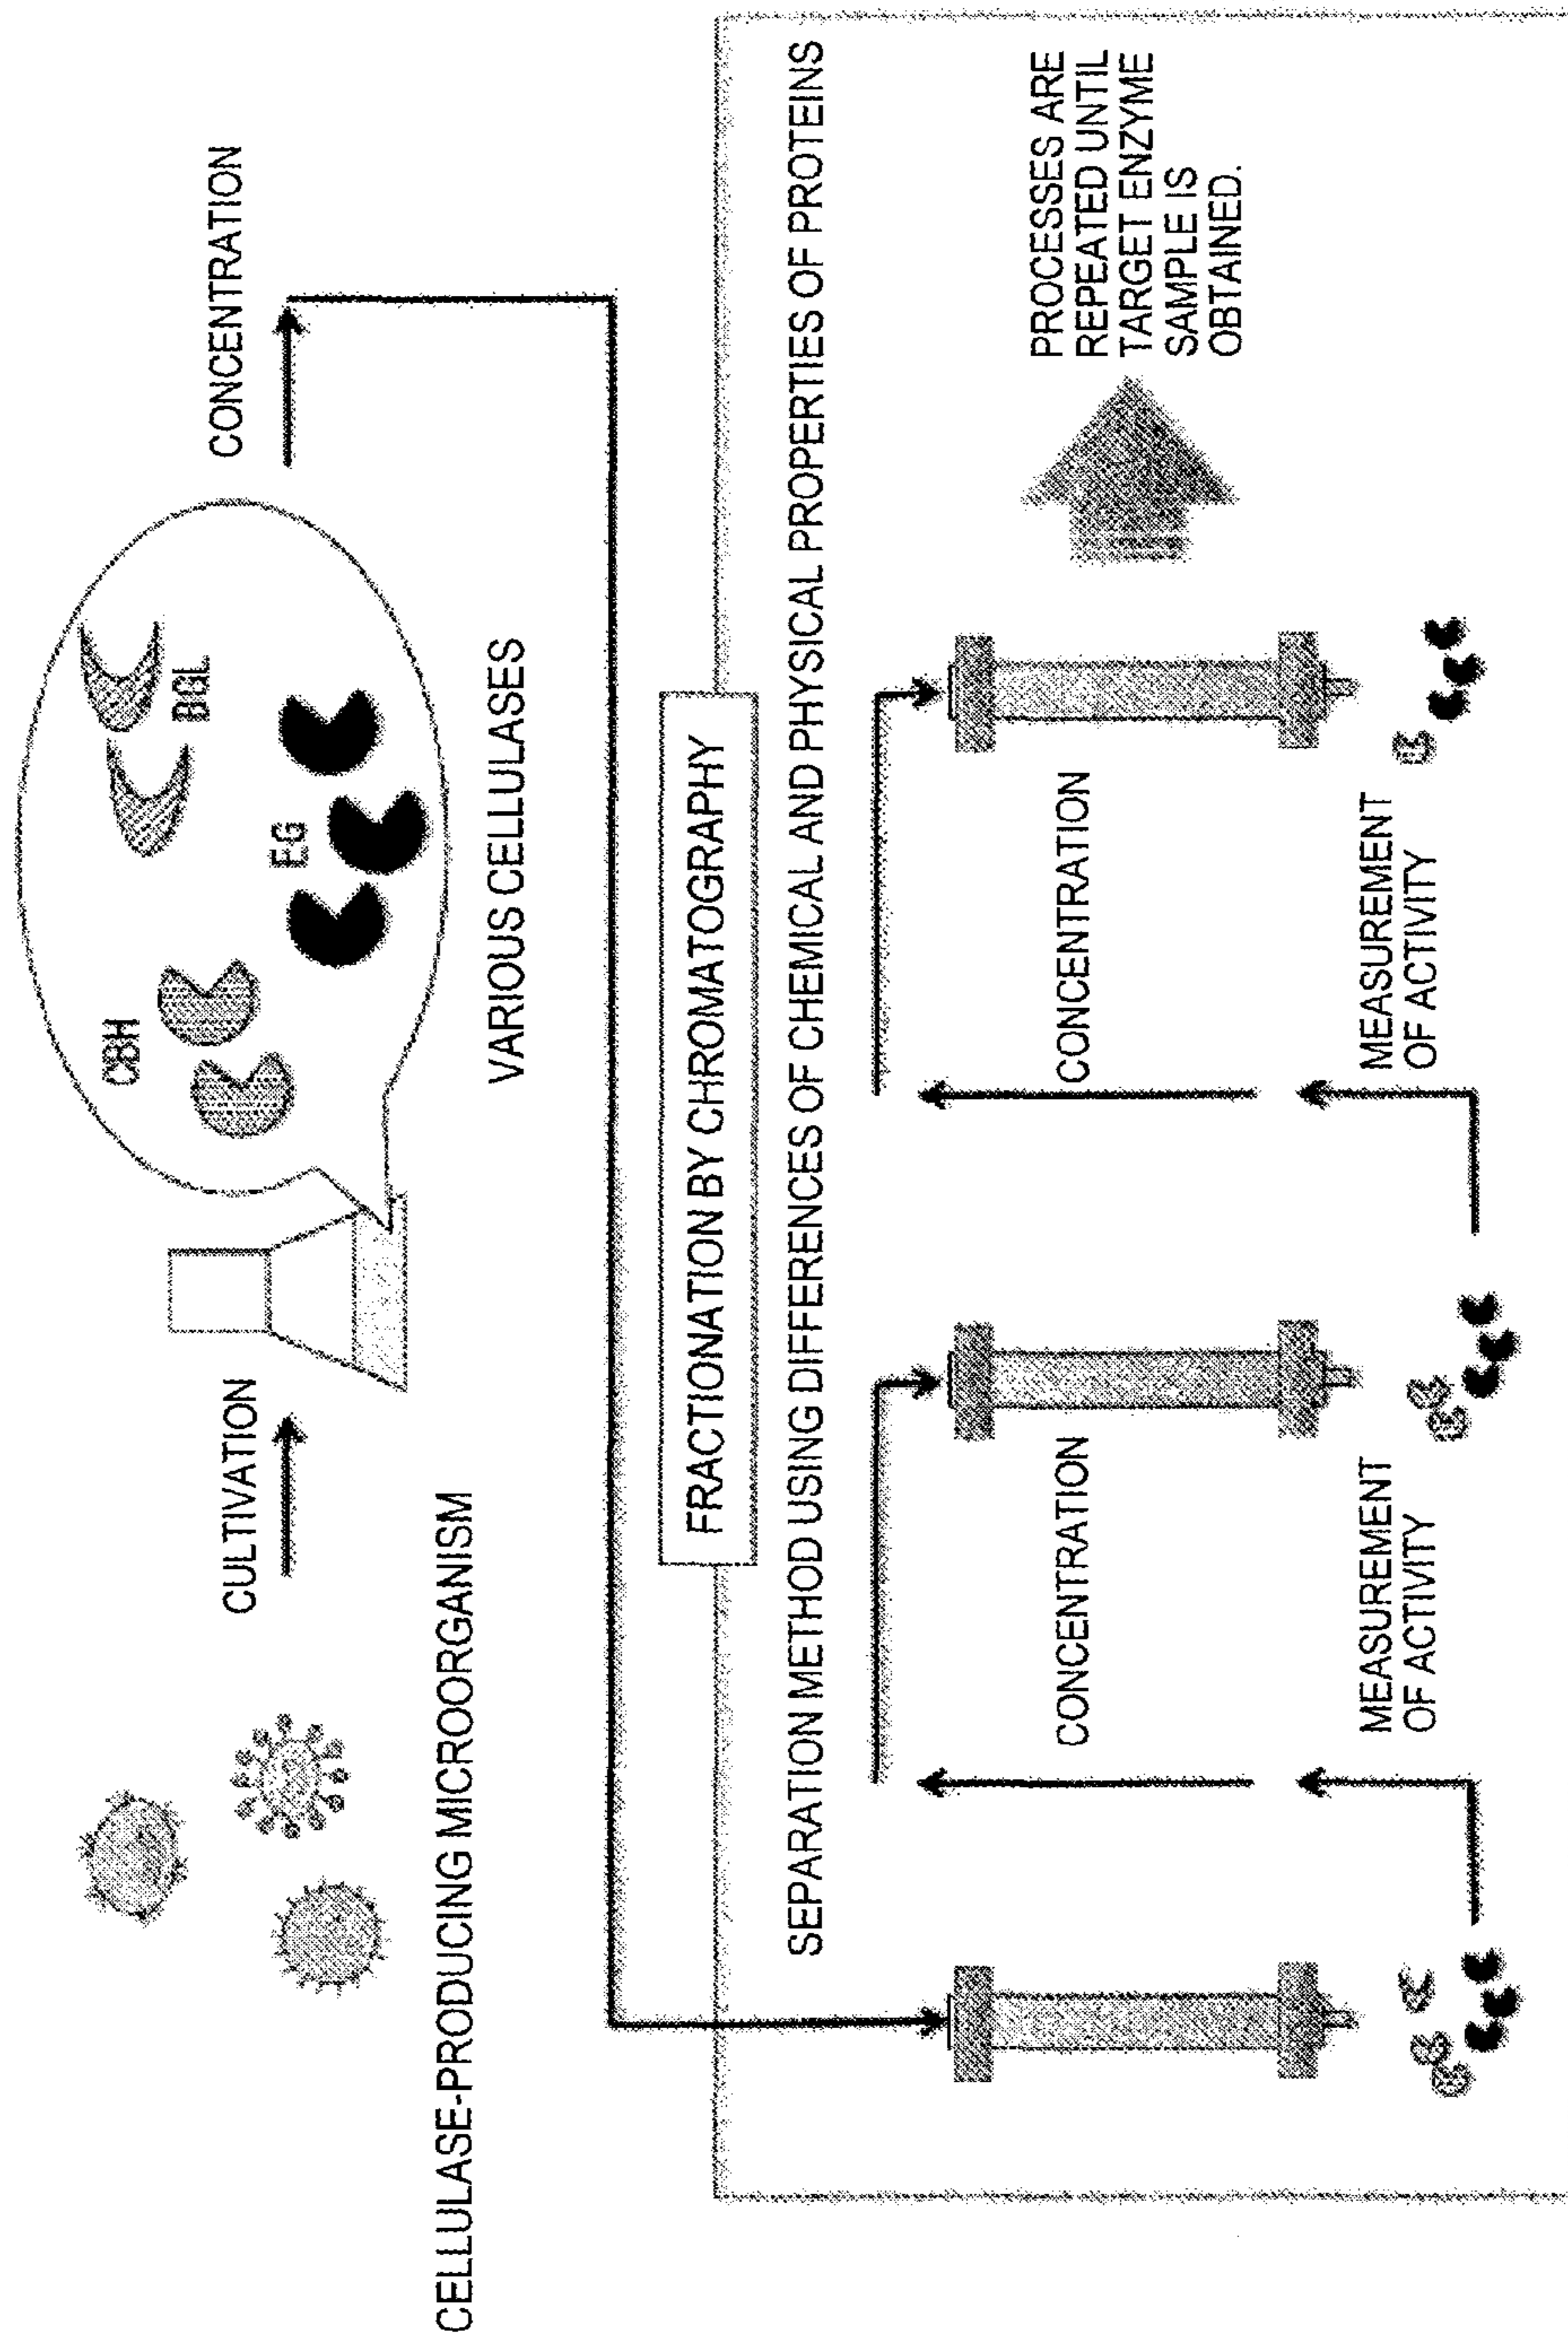 CULTIVATION
CONCENTRATION
CBH
EG
BGL
CELLULASE-PRODUCING MICROORGANISM
VARIOUS CELLULASES
FRACTIONATION BY CHROMATOGRAPHY
SEPARATION METHOD USING DIFFERENCES OF CHEMICAL AND PHYSICAL PROPERTIES OF PROTEINS
CONCENTRATION
CONCENTRATION
PROCESSES ARE
REPEATED UNTIL
TARGET ENZYME
SAMPLE IS
OBTAINED.
MEASUREMENT
OF ACTIVITY
MEASUREMENT
OF ACTIVITY